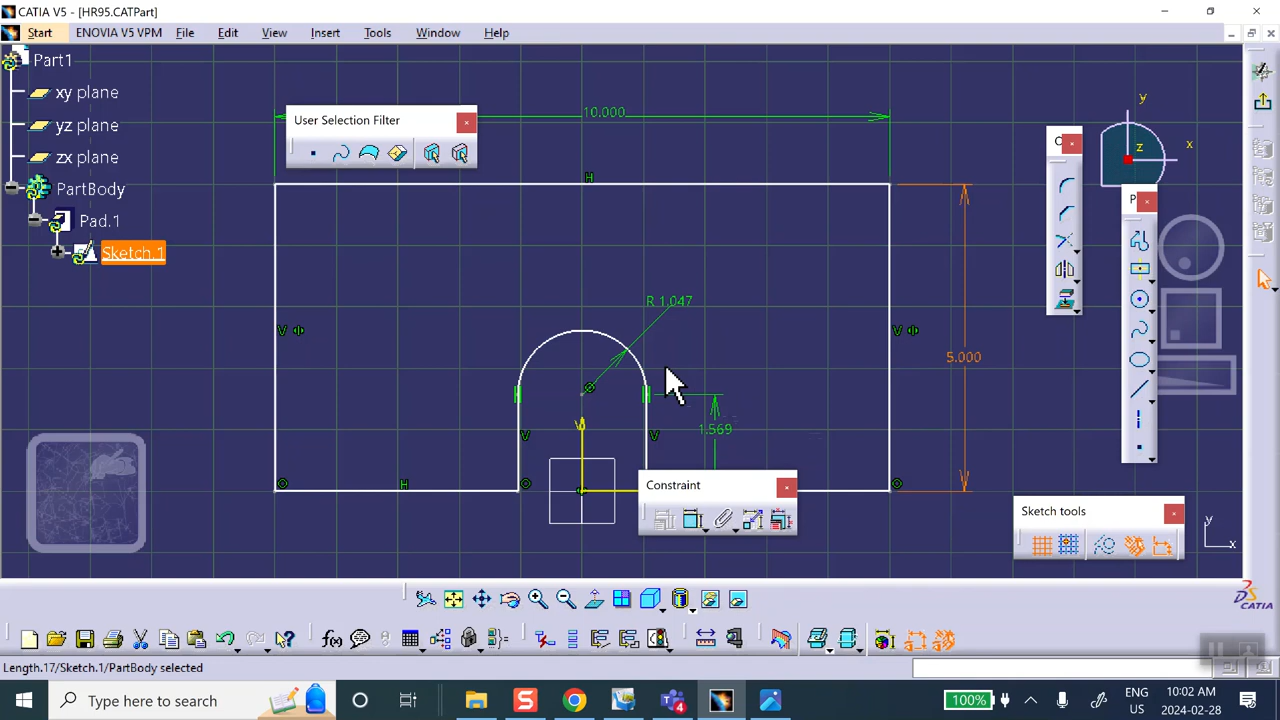 CATIA V5 - [HR95.CATPart]
Start ENOVIA V5 VPM File Edit View Insert Tools Window Help
Part1
xy plane
yz plane
zx plane
PartBody
Pad.1
Sketch.1
User Selection Filter
10.000
H
V
V
R 1.047
5.000
1.569
V
V
H
Constraint
y
z
x
Sketch tools
y
x
f(x)
CATIA
Length.17/Sketch.1/PartBody selected
Type here to search
100%
ENG
US
10:02 AM
2024-02-28